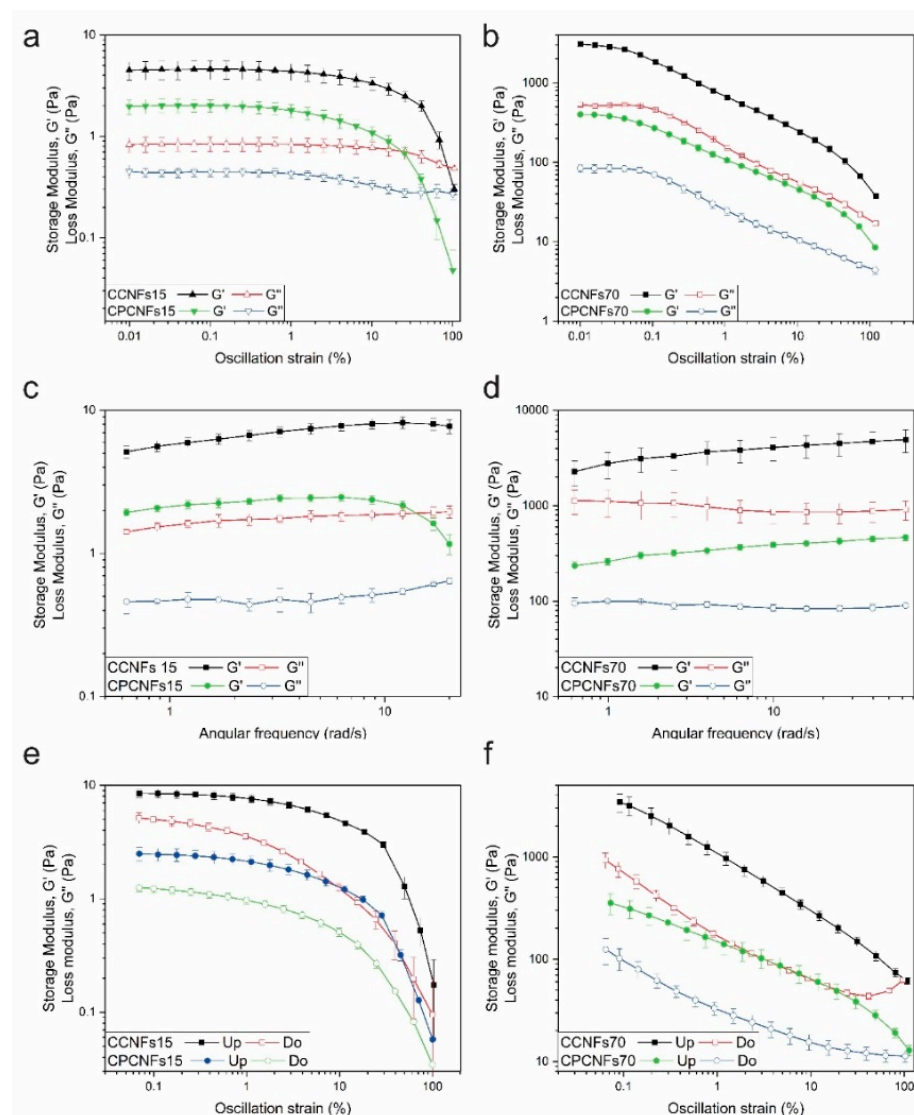 a
10
1
0.1
Storage Modulus, G' (Pa)
Loss Modulus, G" (Pa)
CCNFs15 G' G"
CPCNFs15 G' G"
0.01 0.1 1 10 100
Oscillation strain (%)
b
1000
100
10
1
Storage Modulus, G' (Pa)
Loss Modulus, G" (Pa)
CCNFs70 G' G"
CPCNFs70 G' G"
0.01 0.1 1 10 100
Oscillation strain (%)
c
10
1
0.1
Storage Modulus, G' (Pa)
Loss Modulus, G" (Pa)
CCNFs 15 G' G"
CPCNFs15 G' G"
1 10
Angular frequency (rad/s)
d
10000
1000
100
10
Storage Modulus, G' (Pa)
Loss Modulus, G" (Pa)
CCNFs70 G' G"
CPCNFs70 G' G"
1 10
Angular frequency (rad/s)
e
10
1
0.1
Storage Modulus, G' (Pa)
Loss modulus, G" (Pa)
CCNFs15 Up Do
CPCNFs15 Up Do
0.1 1 10 100
Oscillation strain (%)
f
1000
100
10
Storage modulus, G' (Pa)
Loss modulus, G" (Pa)
CCNFs70 Up Do
CPCNFs70 Up Do
0.1 1 10 100
Oscillation strain (%)